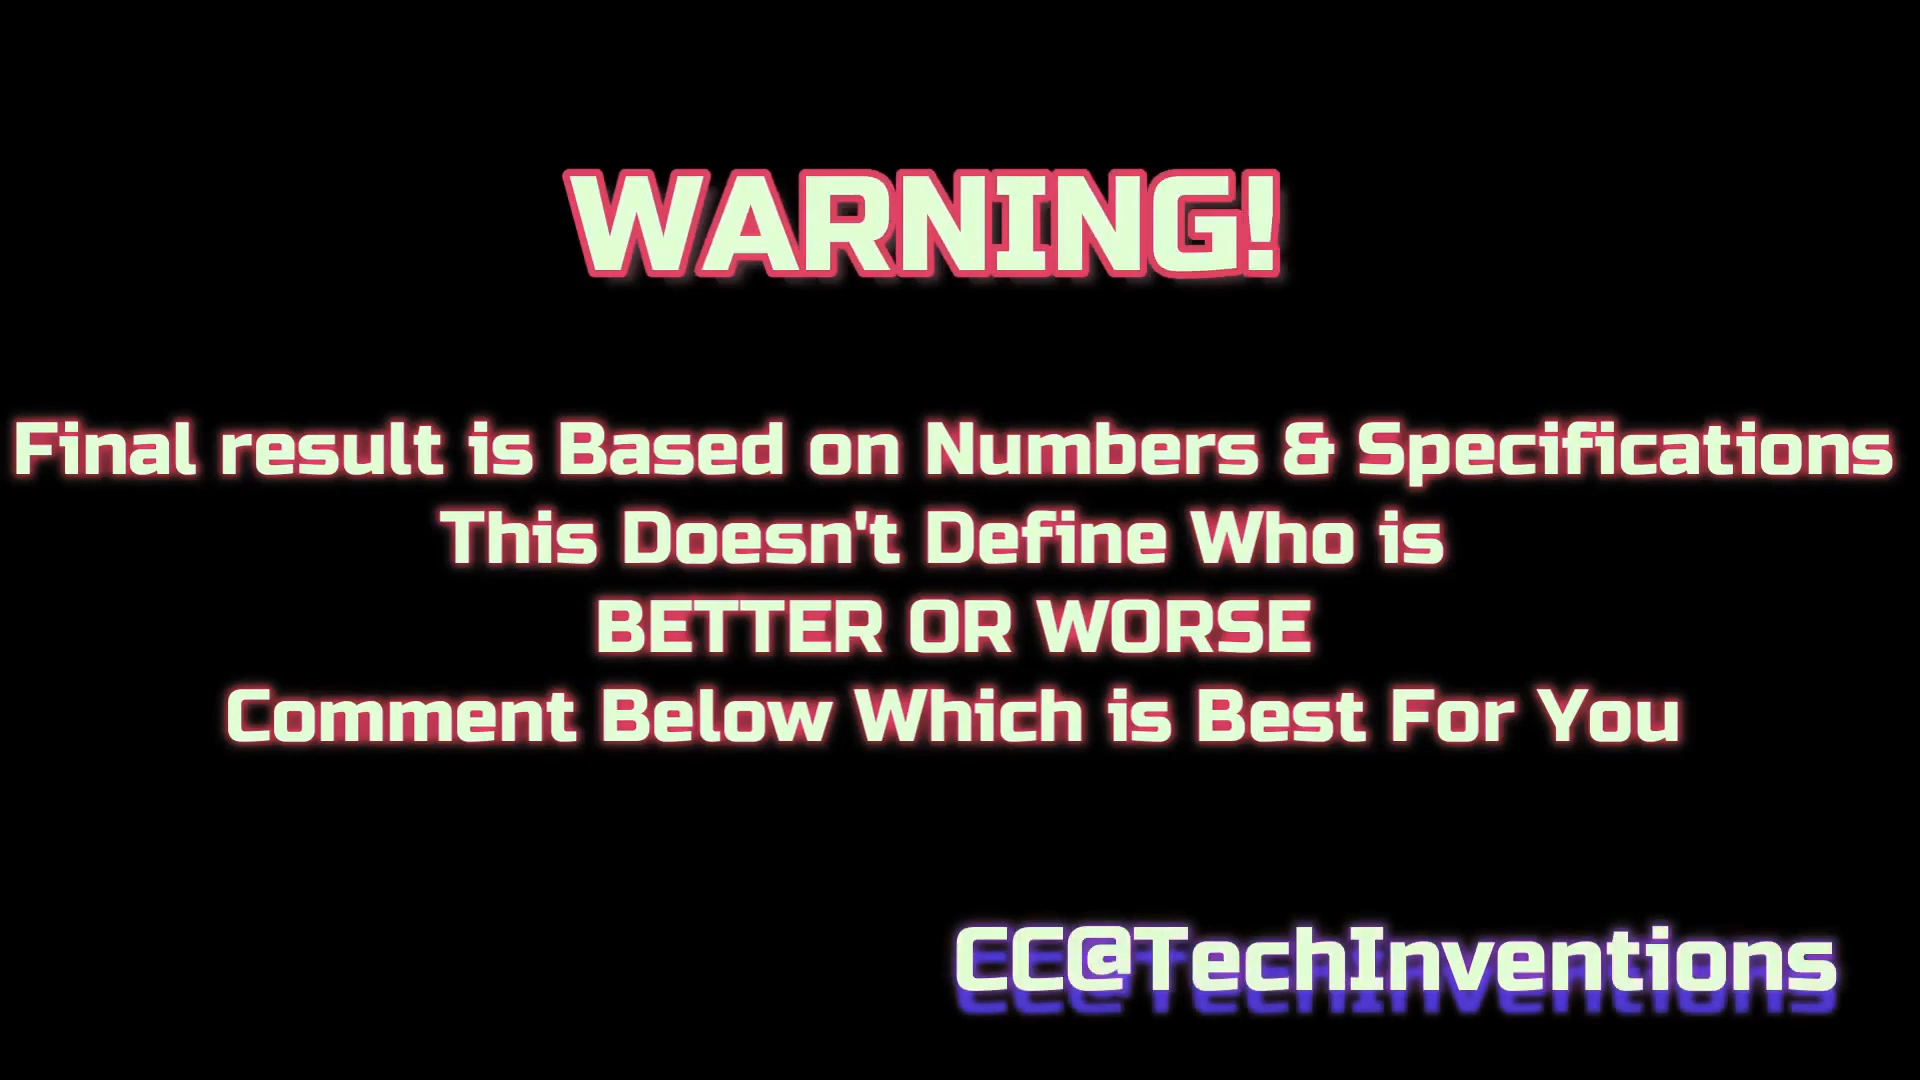 WARNING!
Final result is Based on Numbers & Specifications
This Doesn't Define Who is
BETTER OR WORSE
Comment Below Which is Best For You
CC@TechInventions